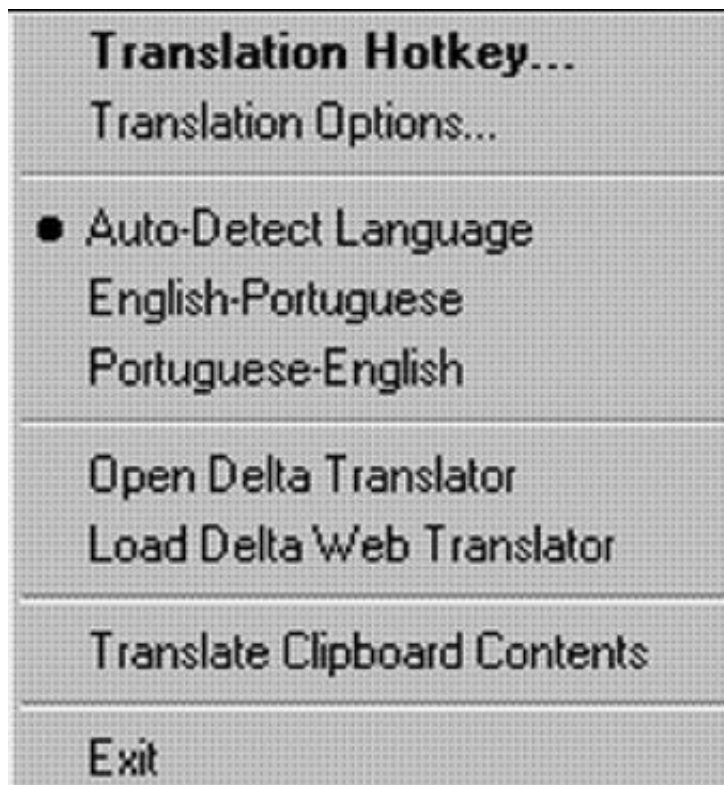 Translation Hotkey...
Translation Options...
Auto-Detect Language
English-Portuguese
Portuguese-English
Open Delta Translator
Load Delta Web Translator
Translate Clipboard Contents
Exit